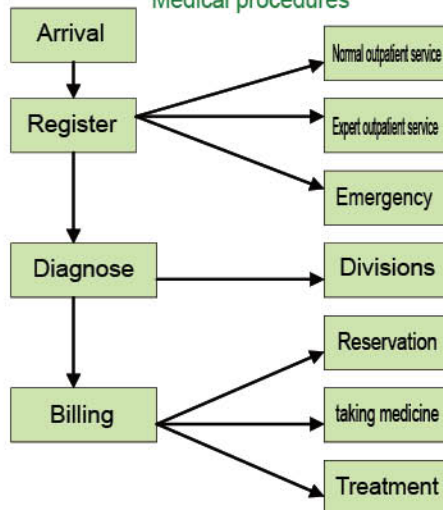 Medical procedures
Arrival
Normal outpatient service
Register
Expert outpatient service
Emergency
Diagnose
Divisions
Reservation
Billing
taking medicine
Treatment